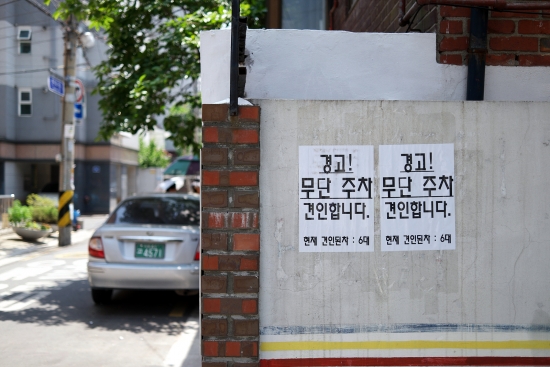 경고!
무단 주차
견인합니다.
현재 견인된차 : 6대
경고!
무단 주차
견인합니다.
현재 견인된차 : 6대
4571